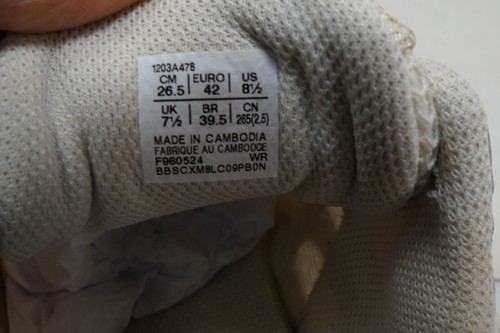 1203A478
CM EURO US
26.5 42 8½
UK BR CN
7½ 39.5 265(2.5)
MADE IN CAMBODIA
FABRIQUE AU CAMBODGE
F960524 WR
BBSCXM8LC09PB0N